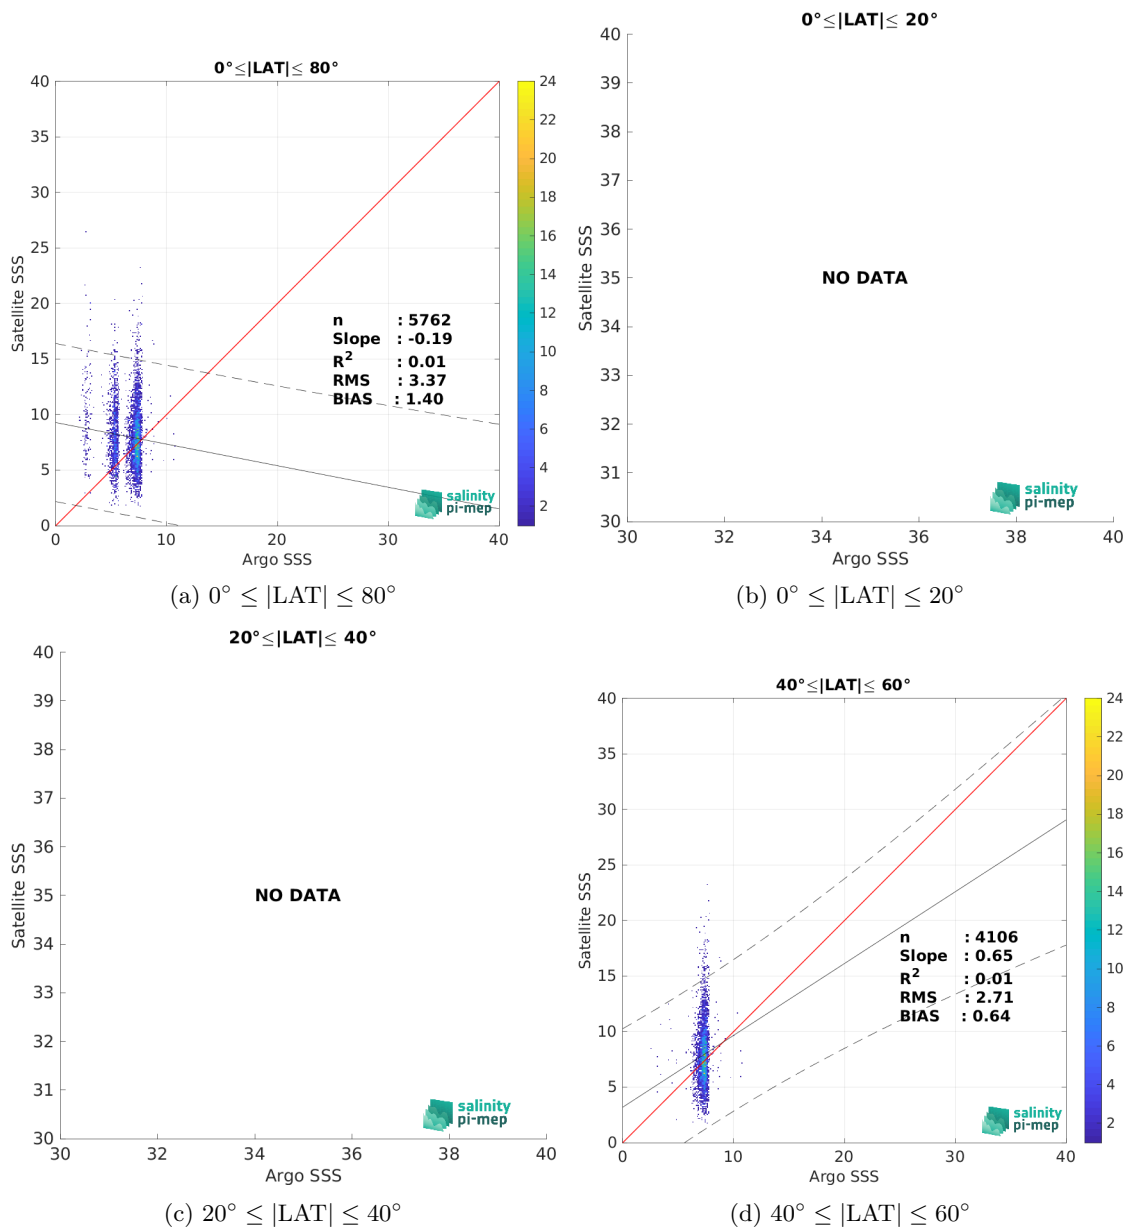 0°≤|LAT|≤ 80°
40
35
30
25
20
15
10
5
0
0
10
20
30
40
Satellite SSS
Argo SSS
n : 5762
Slope : -0.19
R² : 0.01
RMS : 3.37
BIAS : 1.40
salinity
pi-mep
24
22
20
18
16
14
12
10
8
6
4
2
(a) 0° ≤ |LAT| ≤ 80°
0°≤|LAT|≤ 20°
40
39
38
37
36
35
34
33
32
31
30
30
32
34
36
38
40
Satellite SSS
Argo SSS
NO DATA
salinity
pi-mep
(b) 0° ≤ |LAT| ≤ 20°
20°≤|LAT|≤ 40°
40
39
38
37
36
35
34
33
32
31
30
30
32
34
36
38
40
Satellite SSS
Argo SSS
NO DATA
salinity
pi-mep
(c) 20° ≤ |LAT| ≤ 40°
40°≤|LAT|≤ 60°
40
35
30
25
20
15
10
5
0
0
10
20
30
40
Satellite SSS
Argo SSS
n : 4106
Slope : 0.65
R² : 0.01
RMS : 2.71
BIAS : 0.64
salinity
pi-mep
24
22
20
18
16
14
12
10
8
6
4
2
(d) 40° ≤ |LAT| ≤ 60°